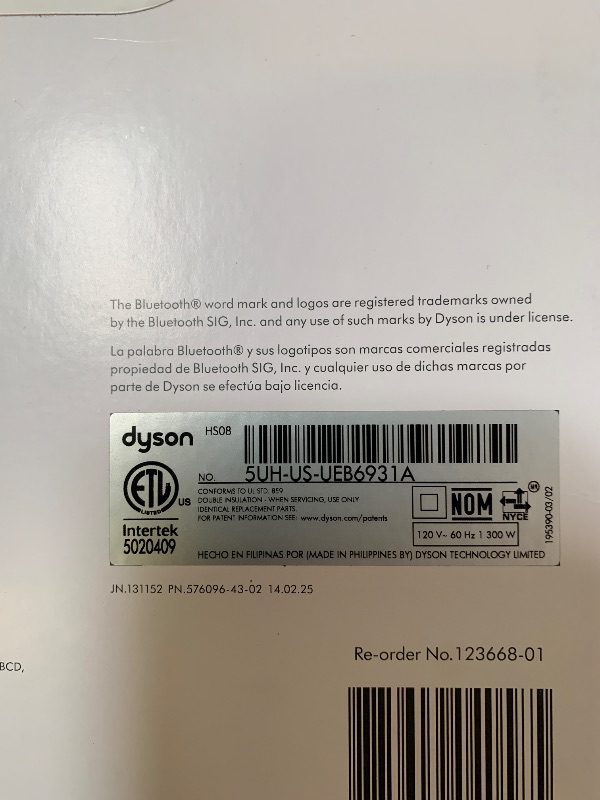 The Bluetooth® word mark and logos are registered trademarks owned
by the Bluetooth SIG, Inc. and any use of such marks by Dyson is under license.
La palabra Bluetooth® y sus logotipos son marcas comerciales registradas
propiedad de Bluetooth SIG, Inc. y cualquier uso de dichas marcas por
parte de Dyson se efectúa bajo licencia.
dyson HS08
NO. 5UH-US-UEB6931A
ETL LISTED US
Intertek
5020409
CONFORMS TO UL STD. 859
DOUBLE INSULATION - WHEN SERVICING, USE ONLY
IDENTICAL REPLACEMENT PARTS.
FOR PATENT INFORMATION SEE: www.dyson.com/patents
NOM
NYCE
MR
120 V~ 60 Hz 1 300 W
195390-03/02
HECHO EN FILIPINAS POR (MADE IN PHILIPPINES BY) DYSON TECHNOLOGY LIMITED
JN.131152 PN.576096-43-02 14.02.25
Re-order No.123668-01
BCD,